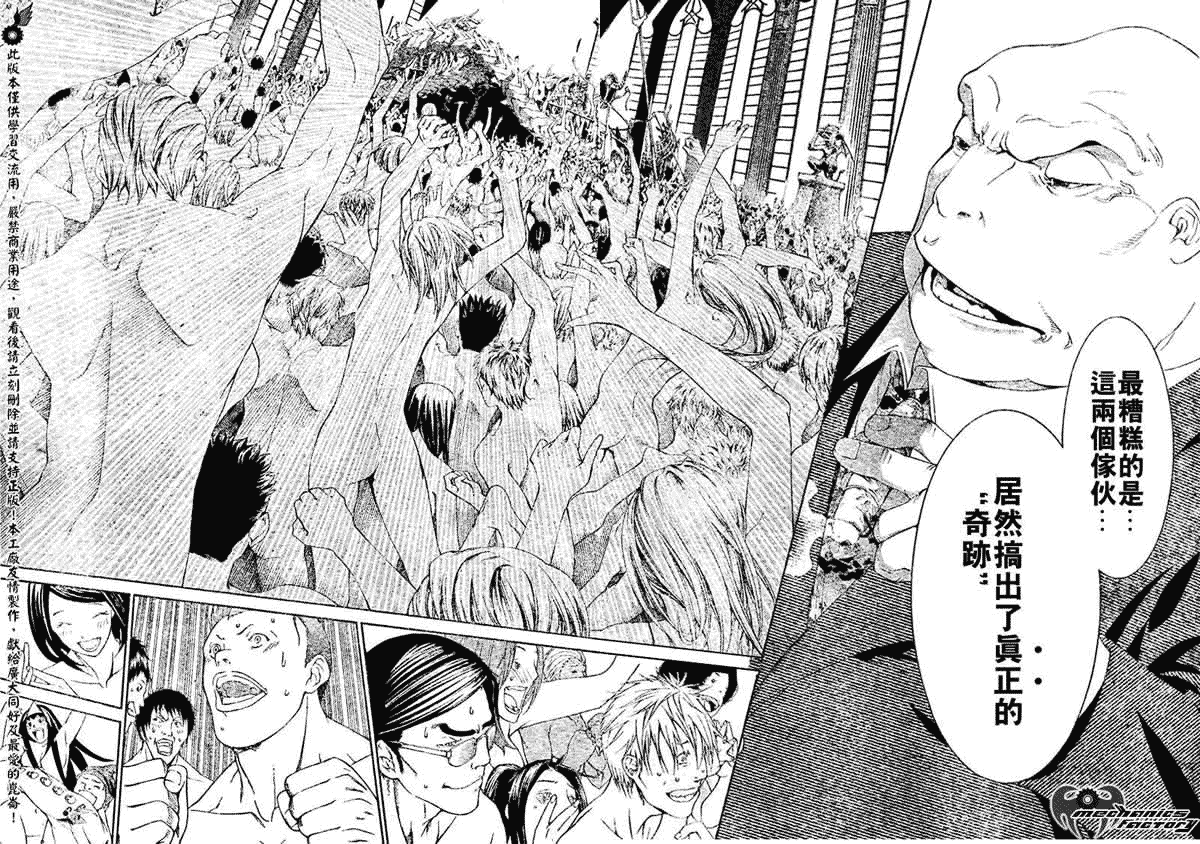 最糟糕的是…
這兩個傢伙…
居然搞出了真正的
“奇跡”
此版本僅供學習交流用，嚴禁商業用途，觀看後請立刻刪除並請支持正版！本工廠友情製作，獻給廣大同好及最愛的崑崙！
MECHANICS
FACTORY